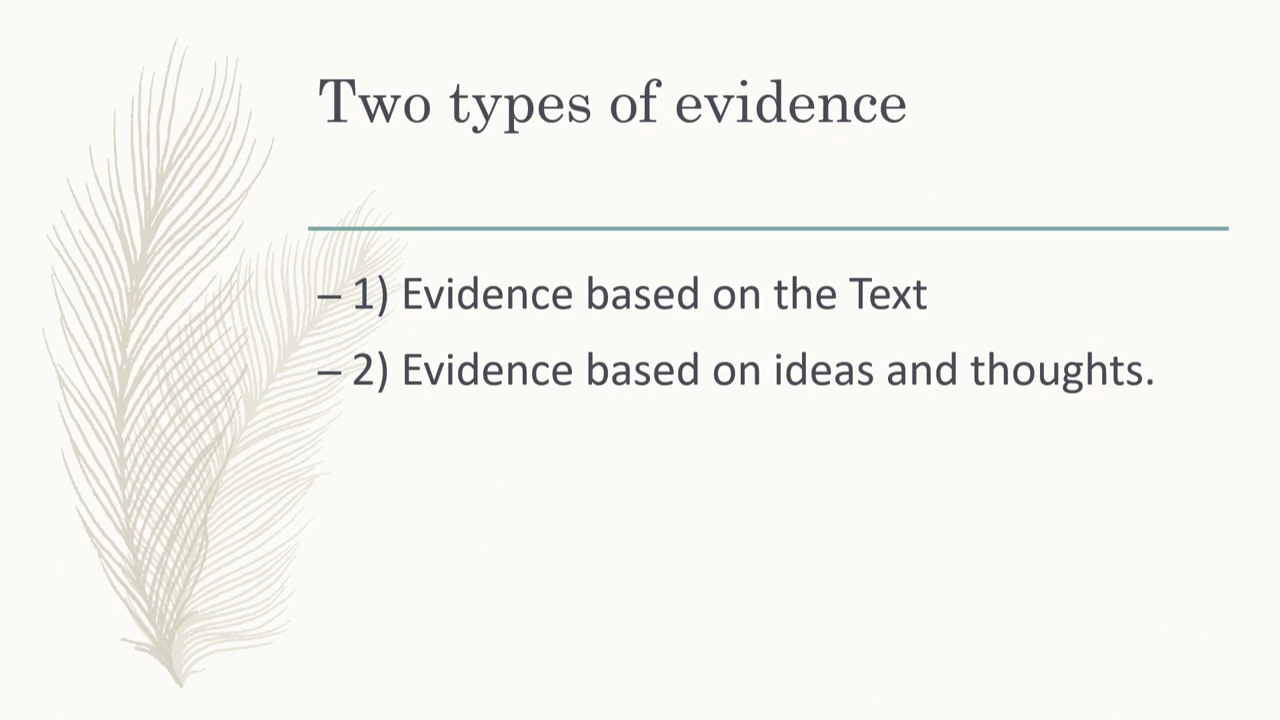 Two types of evidence
– 1) Evidence based on the Text
– 2) Evidence based on ideas and thoughts.